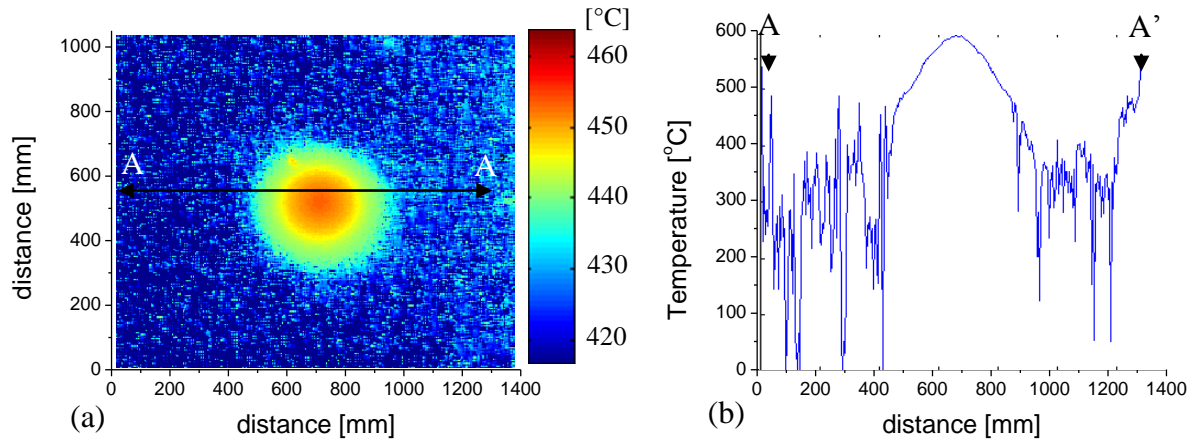 [°C]
1000
800
600
400
200
0
distance [mm]
A
A
0 200 400 600 800 1000 1200 1400
distance [mm]
460
450
440
430
420
(a)
A
A’
600
500
400
300
200
100
0
Temperature [°C]
0 200 400 600 800 1000 1200 1400
distance [mm]
(b)